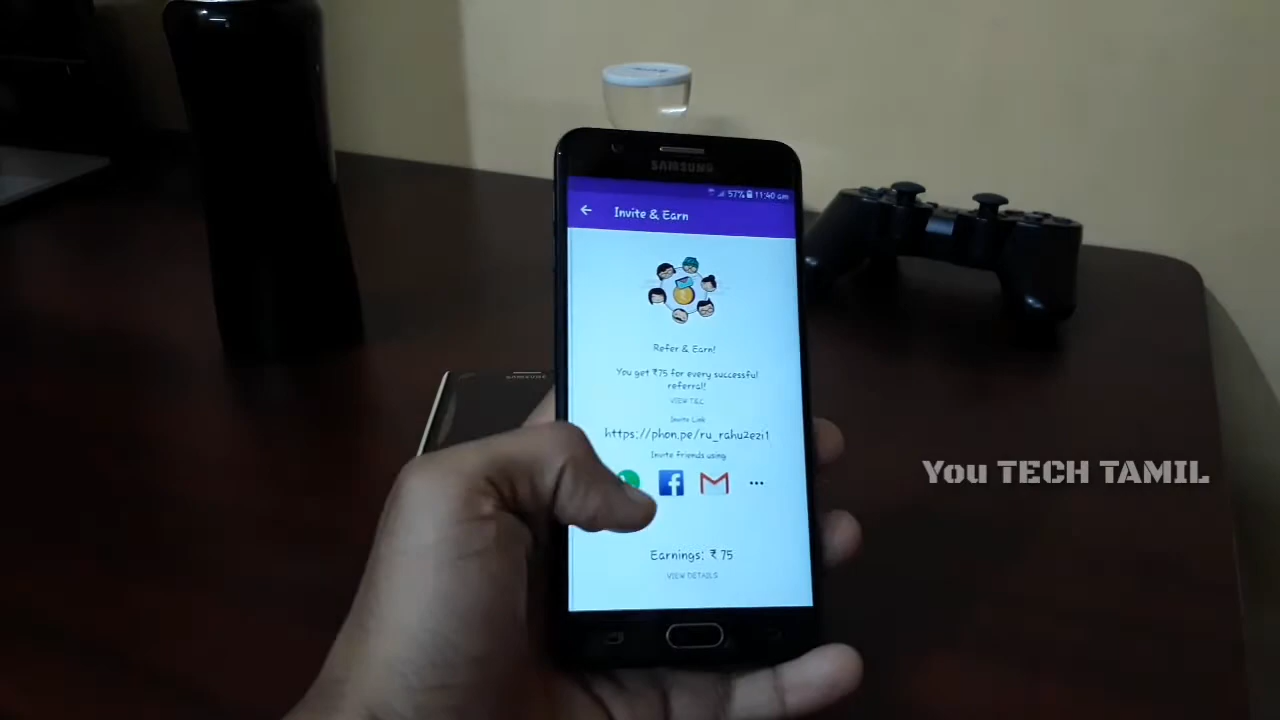 SAMSUNG
57% 11:40 am
Invite & Earn
Refer & Earn!
You get ₹75 for every successful
referral!
VIEW T&C
Invite Link
https://phon.pe/ru_rahu2ezi1
Invite friends using
Earnings: ₹ 75
VIEW DETAILS
SAMSUNG
You TECH TAMIL